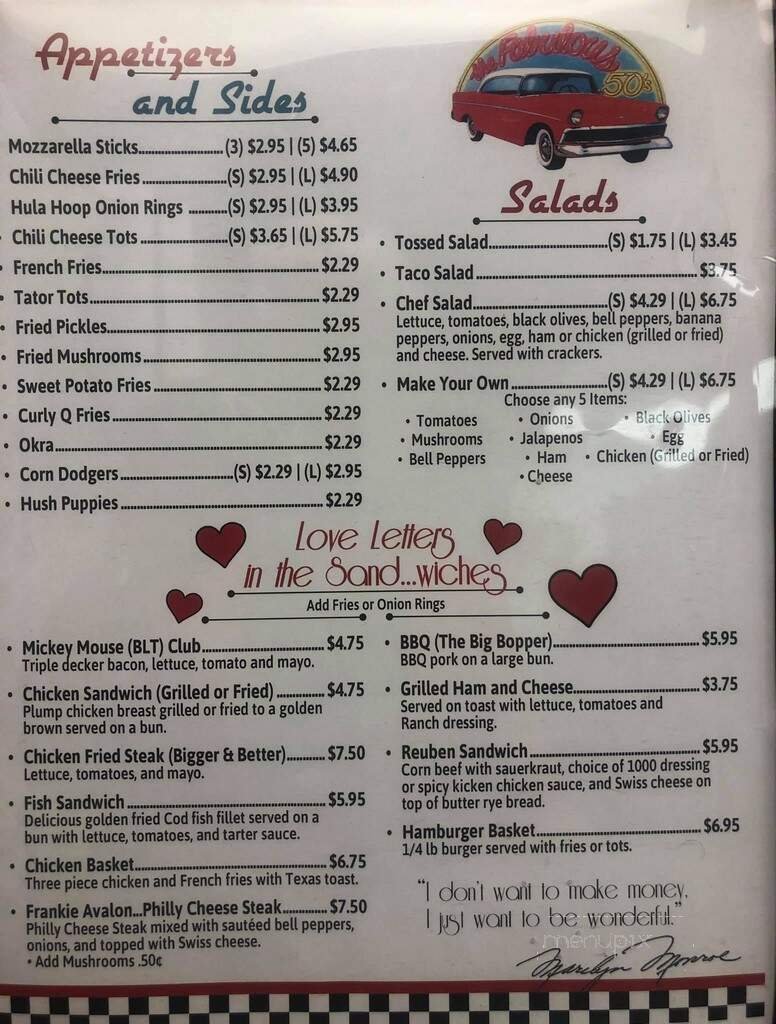 Appetizers
and Sides
Mozzarella Sticks..............(3) $2.95 | (5) $4.65
Chili Cheese Fries..............(S) $2.95 | (L) $4.90
Hula Hoop Onion Rings..........(S) $2.95 | (L) $3.95
• Chili Cheese Tots..............(S) $3.65 | (L) $5.75
• French Fries..............$2.29
• Tator Tots..............$2.29
• Fried Pickles..............$2.95
• Fried Mushrooms..............$2.95
• Sweet Potato Fries..............$2.29
• Curly Q Fries..............$2.29
• Okra..............$2.29
• Corn Dodgers..............(S) $2.29 | (L) $2.95
• Hush Puppies..............$2.29
The Fabulous
50's
Salads
• Tossed Salad..............(S) $1.75 | (L) $3.45
• Taco Salad..............$3.75
• Chef Salad..............(S) $4.29 | (L) $6.75
Lettuce, tomatoes, black olives, bell peppers, banana
peppers, onions, egg, ham or chicken (grilled or fried)
and cheese. Served with crackers.
• Make Your Own..............(S) $4.29 | (L) $6.75
Choose any 5 Items:
• Tomatoes • Onions • Black Olives
• Mushrooms • Jalapenos • Egg
• Bell Peppers • Ham • Chicken (Grilled or Fried)
• Cheese
Love Letters
in the Sand...wiches
Add Fries or Onion Rings
• Mickey Mouse (BLT) Club..............$4.75
Triple decker bacon, lettuce, tomato and mayo.
• Chicken Sandwich (Grilled or Fried)..............$4.75
Plump chicken breast grilled or fried to a golden
brown served on a bun.
• Chicken Fried Steak (Bigger & Better)...........$7.50
Lettuce, tomatoes, and mayo.
• Fish Sandwich..............$5.95
Delicious golden fried Cod fish fillet served on a
bun with lettuce, tomatoes, and tarter sauce.
• Chicken Basket..............$6.75
Three piece chicken and French fries with Texas toast.
• Frankie Avalon...Philly Cheese Steak.............$7.50
Philly Cheese Steak mixed with sautéed bell peppers,
onions, and topped with Swiss cheese.
• Add Mushrooms .50¢
• BBQ (The Big Bopper)..............$5.95
BBQ pork on a large bun.
• Grilled Ham and Cheese..............$3.75
Served on toast with lettuce, tomatoes and
Ranch dressing.
• Reuben Sandwich..............$5.95
Corn beef with sauerkraut, choice of 1000 dressing
or spicy kicken chicken sauce, and Swiss cheese on
top of butter rye bread.
• Hamburger Basket..............$6.95
1/4 lb burger served with fries or tots.
"I don't want to make money,
I just want to be wonderful."
menupix
Marilyn Monroe